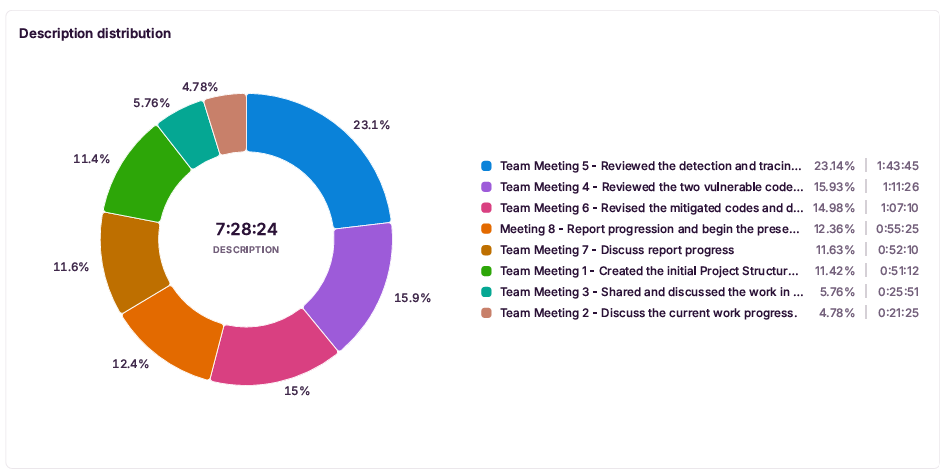 Description distribution
4.78%
5.76%
23.1%
11.4%
7:28:24
DESCRIPTION
11.6%
15.9%
12.4%
15%
Team Meeting 5 - Reviewed the detection and tracin... 23.14% 1:43:45
Team Meeting 4 - Reviewed the two vulnerable code... 15.93% 1:11:26
Team Meeting 6 - Revised the mitigated codes and d... 14.98% 1:07:10
Meeting 8 - Report progression and begin the prese... 12.36% 0:55:25
Team Meeting 7 - Discuss report progress 11.63% 0:52:10
Team Meeting 1 - Created the initial Project Structur... 11.42% 0:51:12
Team Meeting 3 - Shared and discussed the work in ... 5.76% 0:25:51
Team Meeting 2 - Discuss the current work progress. 4.78% 0:21:25